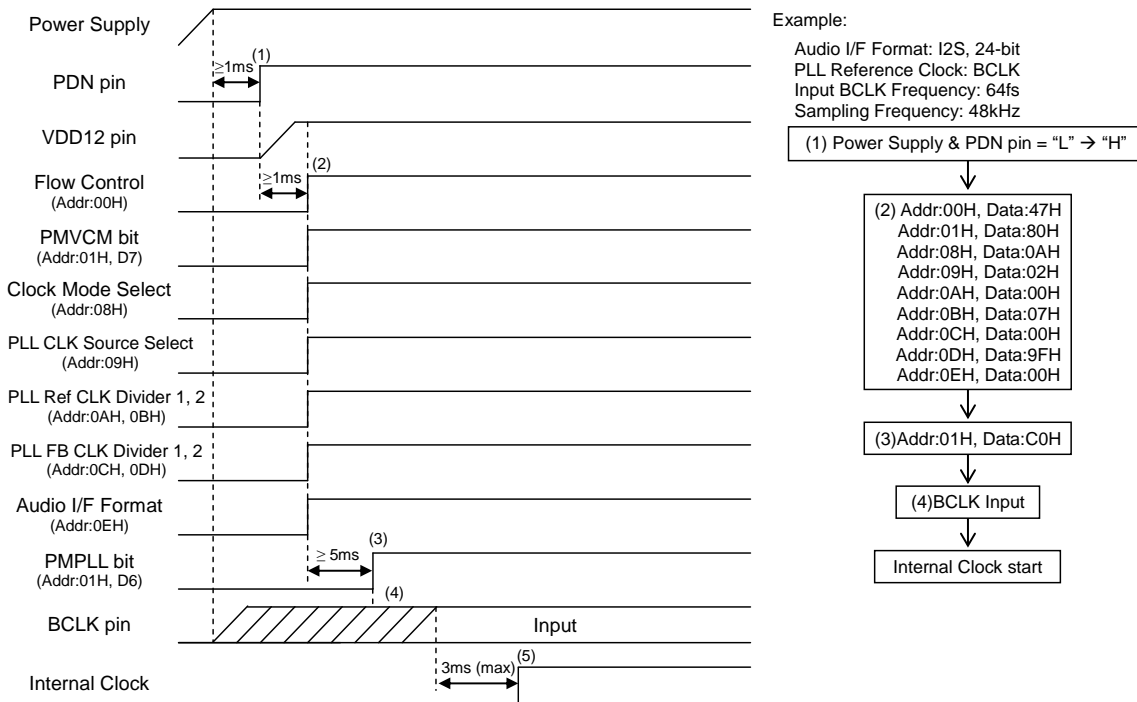 Power Supply
≥1ms
(1)
PDN pin
VDD12 pin
≥1ms
(2)
Flow Control
(Addr:00H)
PMVCM bit
(Addr:01H, D7)
Clock Mode Select
(Addr:08H)
PLL CLK Source Select
(Addr:09H)
PLL Ref CLK Divider 1, 2
(Addr:0AH, 0BH)
PLL FB CLK Divider 1, 2
(Addr:0CH, 0DH)
Audio I/F Format
(Addr:0EH)
≥ 5ms
(3)
PMPLL bit
(Addr:01H, D6)
(4)
BCLK pin
Input
3ms (max)
(5)
Internal Clock
Example:
Audio I/F Format: I2S, 24-bit
PLL Reference Clock: BCLK
Input BCLK Frequency: 64fs
Sampling Frequency: 48kHz
(1) Power Supply & PDN pin = “L” → “H”
(2) Addr:00H, Data:47H
Addr:01H, Data:80H
Addr:08H, Data:0AH
Addr:09H, Data:02H
Addr:0AH, Data:00H
Addr:0BH, Data:07H
Addr:0CH, Data:00H
Addr:0DH, Data:9FH
Addr:0EH, Data:00H
(3)Addr:01H, Data:C0H
(4)BCLK Input
Internal Clock start